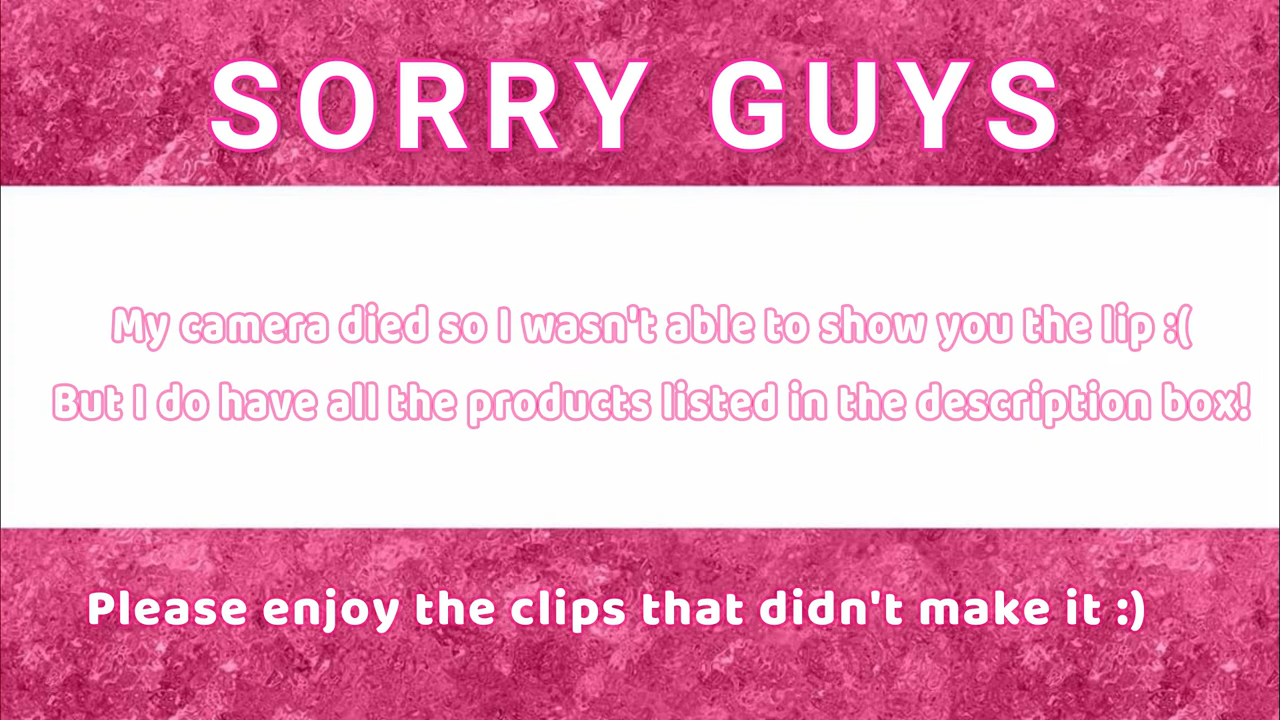 SORRY GUYS
My camera died so I wasn't able to show you the lip :(
But I do have all the products listed in the description box!
Please enjoy the clips that didn't make it :)